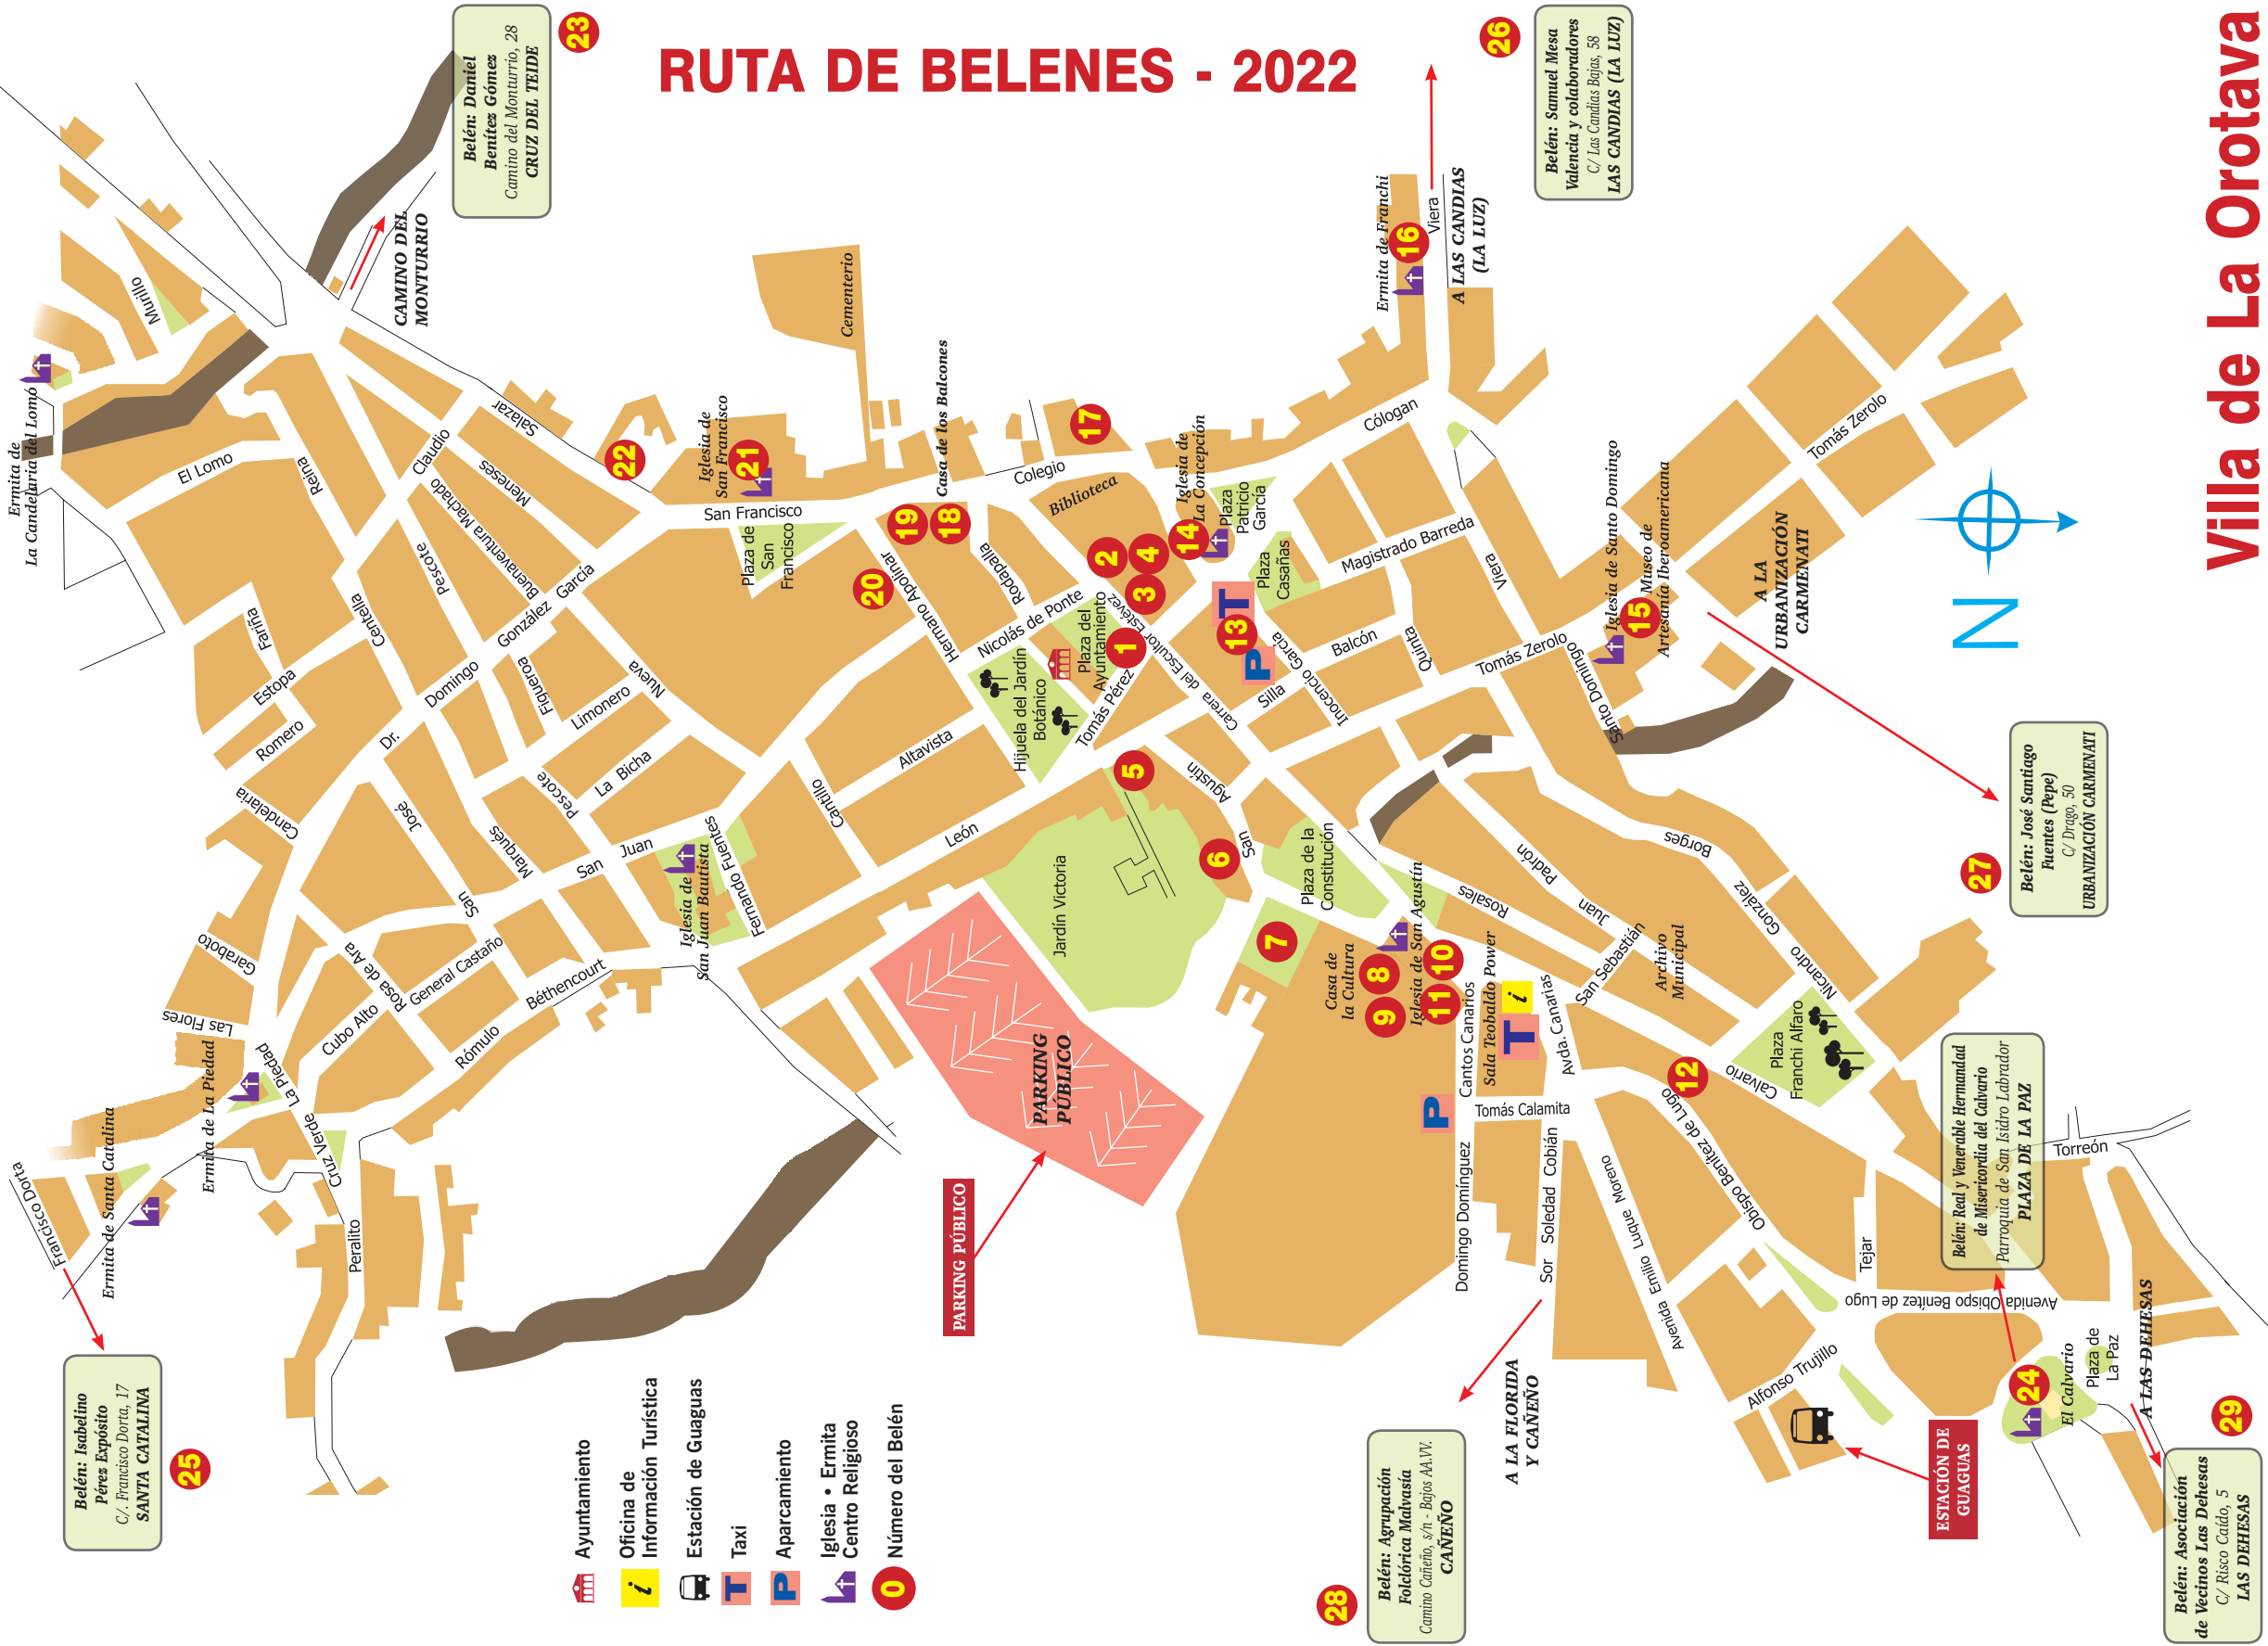 RUTA DE BELENES - 2022
Villa de La Orotava
Belén: Daniel
Benítez Gómez
Camino del Monturrio, 28
CRUZ DEL TEIDE
23
26
Belén: Samuel Mesa
Valencia y colaboradores
C/ Las Candias Bajas, 58
LAS CANDIAS (LA LUZ)
27
Belén: José Santiago
Fuentes (Pepe)
C/ Drago, 50
URBANIZACIÓN CARMENATI
Belén: Real y Venerable Hermandad
de Misericordia del Calvario
Parroquia de San Isidro Labrador
PLAZA DE LA PAZ
29
Belén: Asociación
de Vecinos Las Dehesas
C/ Risco Caído, 5
LAS DEHESAS
28
Belén: Agrupación
Folclórica Malvasía
Camino Cañeño, s/n - Bajos AA.VV.
CAÑEÑO
25
Belén: Isabelino
Pérez Expósito
C/. Francisco Dorta, 17
SANTA CATALINA
Ayuntamiento
i
Oficina de
Información Turística
Estación de Guaguas
T
Taxi
P
Aparcamiento
Iglesia • Ermita
Centro Religioso
0
Número del Belén
PARKING PÚBLICO
PARKING
PÚBLICO
ESTACIÓN DE
GUAGUAS
CAMINO DEL
MONTURRIO
A LAS CANDIAS
(LA LUZ)
A LA
URBANIZACIÓN
CARMENATI
A LA FLORIDA
Y CAÑEÑO
A LAS DEHESAS
N
Ermita de
La Candelaria del Lomó
Murillo
El Lomo
Reina
Claudio
Salazar
Meneses
Buenaventura Machado
Pescote
Centella
Fariña
Estopa
Romero
Candelaria
Domingo
González
García
Figueroa
Limonero
Nueva
Dr.
José
Marqués
Pescote
La Bicha
San
San
Juan
Garaboto
Las Flores
Rosa de Ara
General Castaño
Cubo Alto
Béthencourt
Rómulo
La Piedad
Ermita de La Piedad
Cruz Verde
Ermita de Santa Catalina
Francisco Dorta
Peralito
Iglesia de
San Juan Bautista
Fernando Fuentes
Cantillo
Altavista
León
22
Iglesia de
San Francisco
21
San Francisco
Plaza de
San
Francisco
Cementerio
Casa de los Balcones
19
18
20
Hermano Apolinar
Rodapalla
Nicolás de Ponte
Colegio
17
Biblioteca
2
4
3
14
Iglesia de
La Concepción
Plaza
Patricio
García
Plaza
Casañas
Hijuela del Jardín
Botánico
Plaza del
Ayuntamiento
1
Tomás Pérez
Carrera del Escultor Estévez
T
13
P
Silla
Inocencio
García
Balcón
Quinta
Magistrado Barreda
Viera
Cólogan
Ermita de Franchi
16
Viera
Tomás Zerolo
Tomás Zerolo
Santo Domingo
Iglesia de Santo Domingo
15
Museo de
Artesanía Iberoamericana
5
Agustín
San
6
Jardín Victoria
7
Plaza de la
Constitución
Casa de
la Cultura
8
9
Iglesia de San Agustín
10
11
Cantos Canarios
Sala Teobaldo Power
T
i
P
Avda. Canarias
San Sebastián
Archivo
Municipal
Rosales
Padrón
Juan
Borges
González
Nicandro
Plaza
Franchi Alfaro
Calvario
12
Tomás Calamita
Domingo Domínguez
Sor Soledad Cobián
Avenida Emilio Luque Moreno
Obispo Benítez de Lugo
Tejar
Avenida Obispo Benítez de Lugo
Torreón
Alfonso Trujillo
24
El Calvario
Plaza de
La Paz